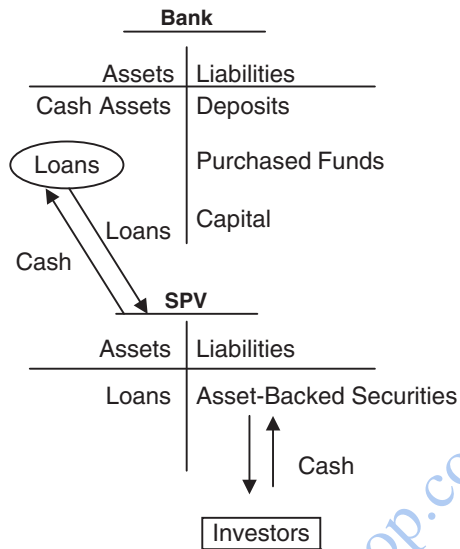 Bank
Assets Liabilities
Cash Assets Deposits
Loans Purchased Funds
Loans Capital
Cash
SPV
Assets Liabilities
Loans Asset-Backed Securities
Cash
Investors